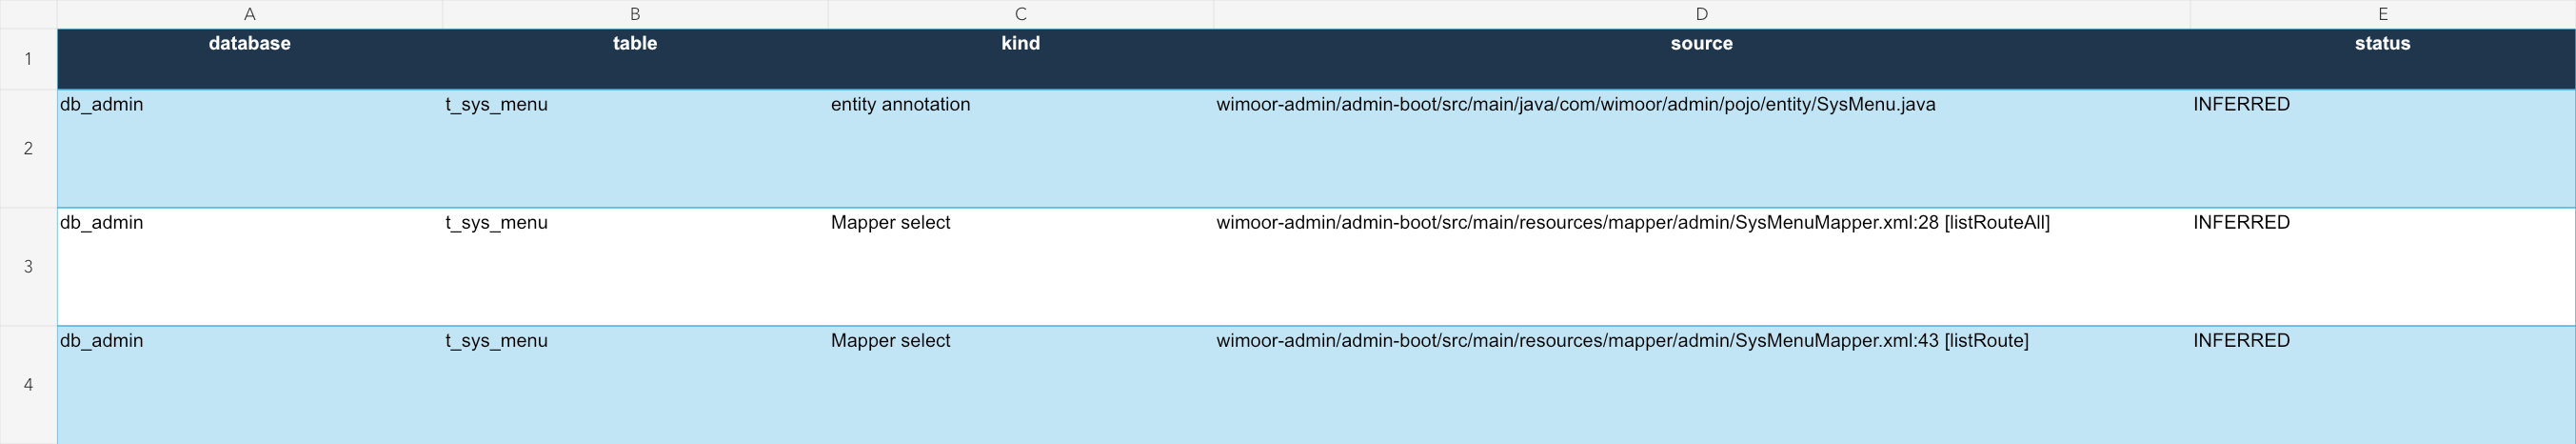 A B C D E
1 database table kind source status
2 db_admin t_sys_menu entity annotation wimoor-admin/admin-boot/src/main/java/com/wimoor/admin/pojo/entity/SysMenu.java INFERRED
3 db_admin t_sys_menu Mapper select wimoor-admin/admin-boot/src/main/resources/mapper/admin/SysMenuMapper.xml:28 [listRouteAll] INFERRED
4 db_admin t_sys_menu Mapper select wimoor-admin/admin-boot/src/main/resources/mapper/admin/SysMenuMapper.xml:43 [listRoute] INFERRED